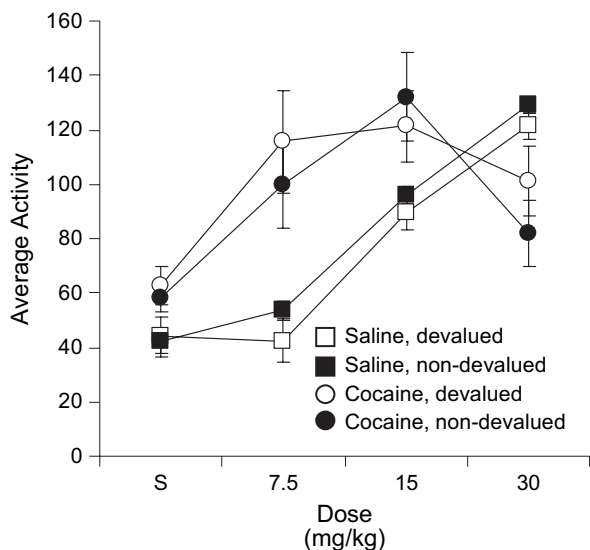 160
140
120
100
80
60
40
20
0
Average Activity
Saline, devalued
Saline, non-devalued
Cocaine, devalued
Cocaine, non-devalued
S 7.5 15 30
Dose
(mg/kg)